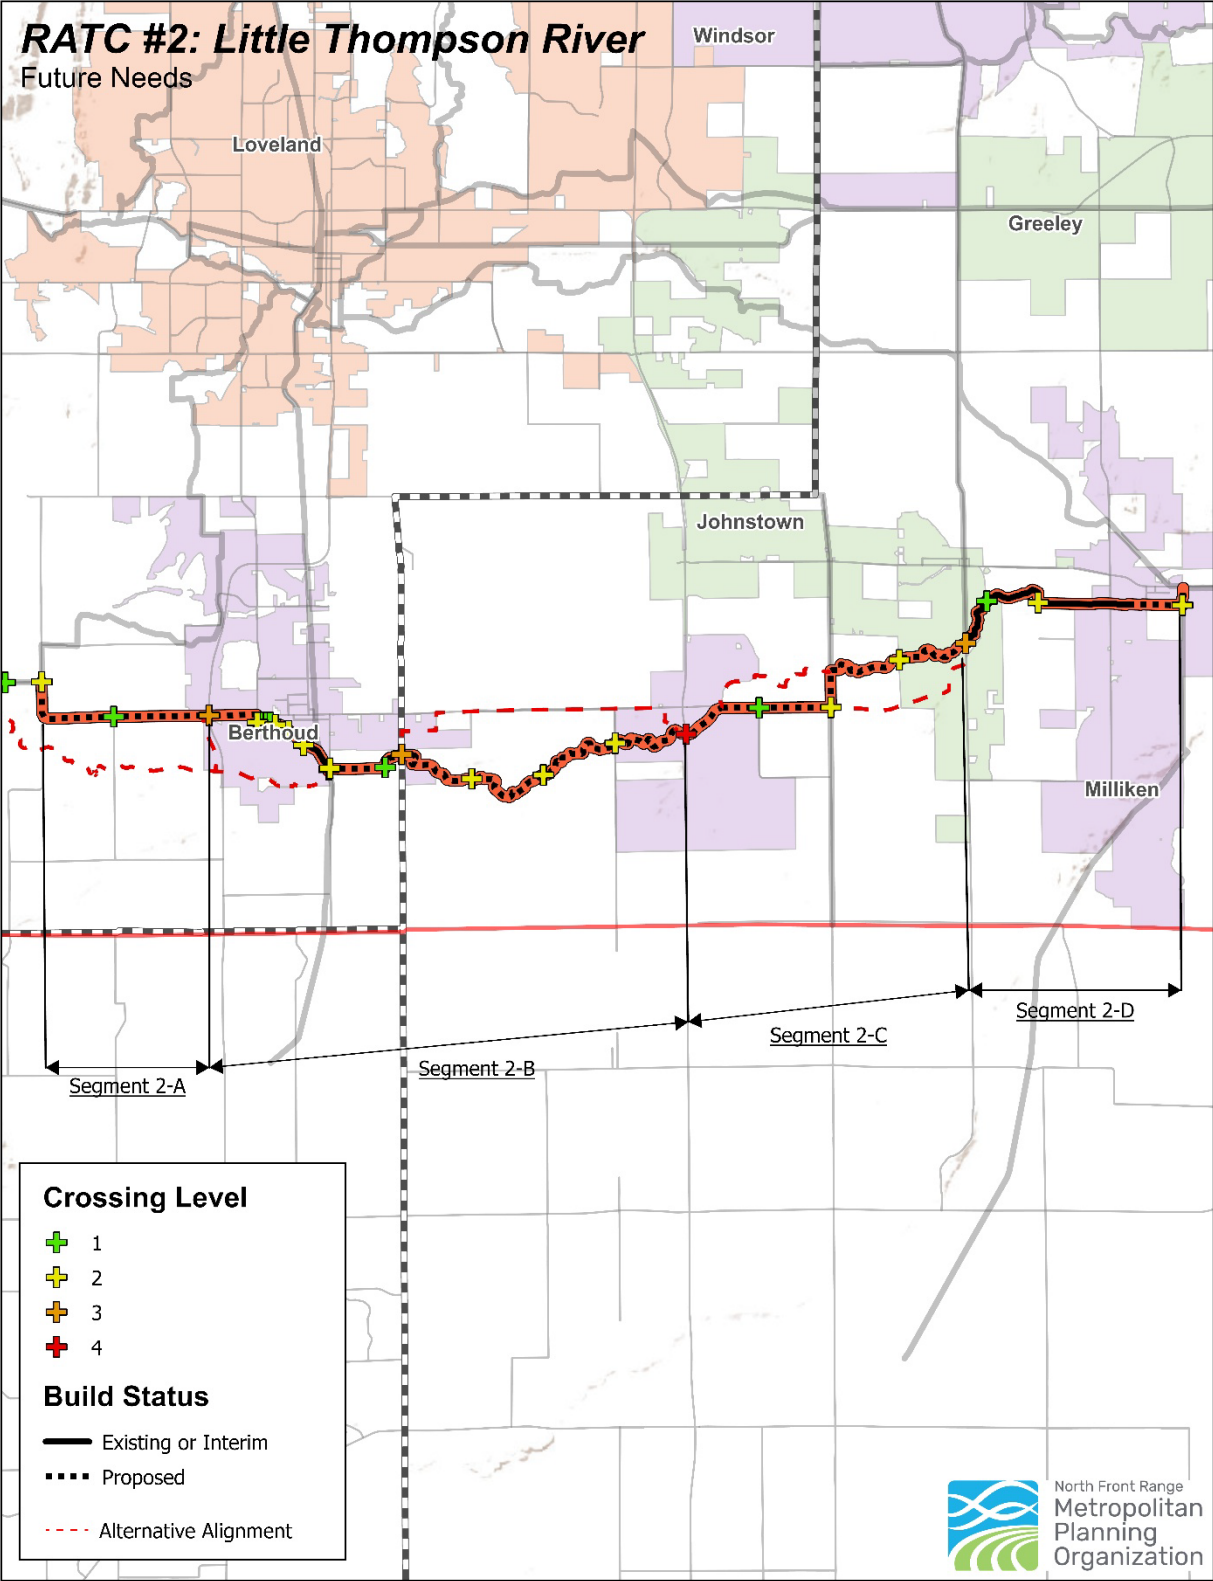 RATC #2: Little Thompson River
Future Needs
Windsor
Loveland
Greeley
Johnstown
Berthoud
Milliken
Segment 2-D
Segment 2-C
Segment 2-B
Segment 2-A
Crossing Level
1
2
3
4
Build Status
Existing or Interim
Proposed
Alternative Alignment
North Front Range
Metropolitan
Planning
Organization